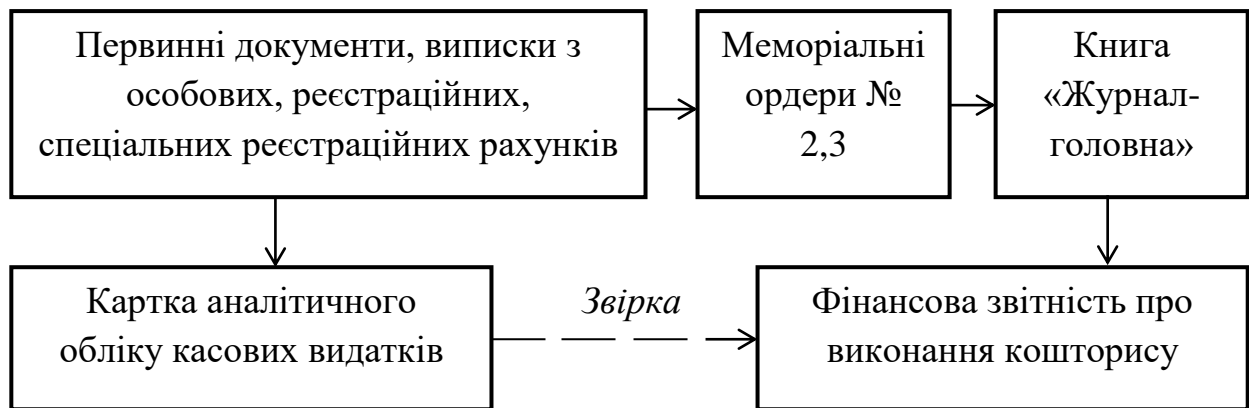 Первинні документи, виписки з
особових, реєстраційних,
спеціальних реєстраційних рахунків
Меморіальні
ордери №
2,3
Книга
«Журнал-
головна»
Картка аналітичного
обліку касових видатків
Звірка
Фінансова звітність про
виконання кошторису